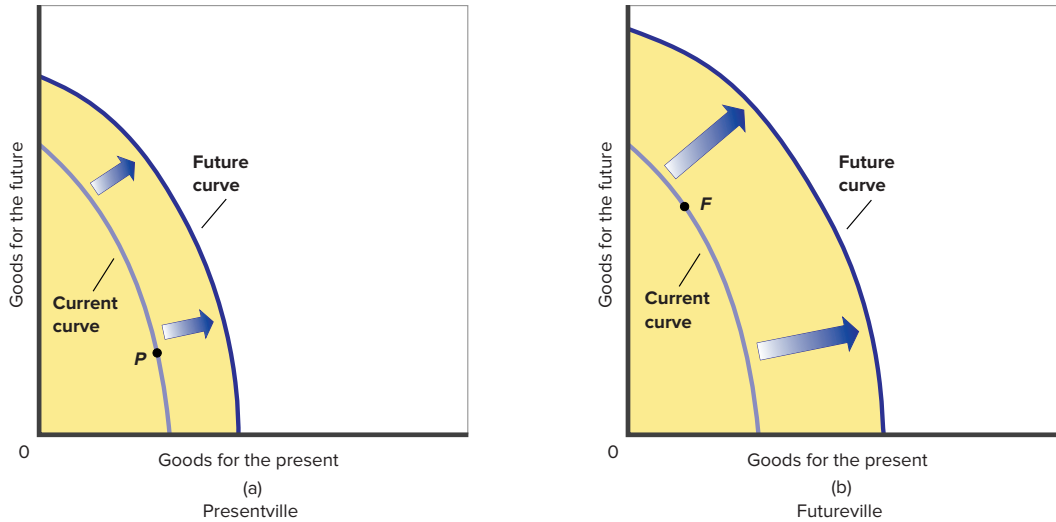 Goods for the future
Future
curve
Current
curve
P
0
Goods for the present
(a)
Presentville
Goods for the future
Future
curve
F
Current
curve
0
Goods for the present
(b)
Futureville